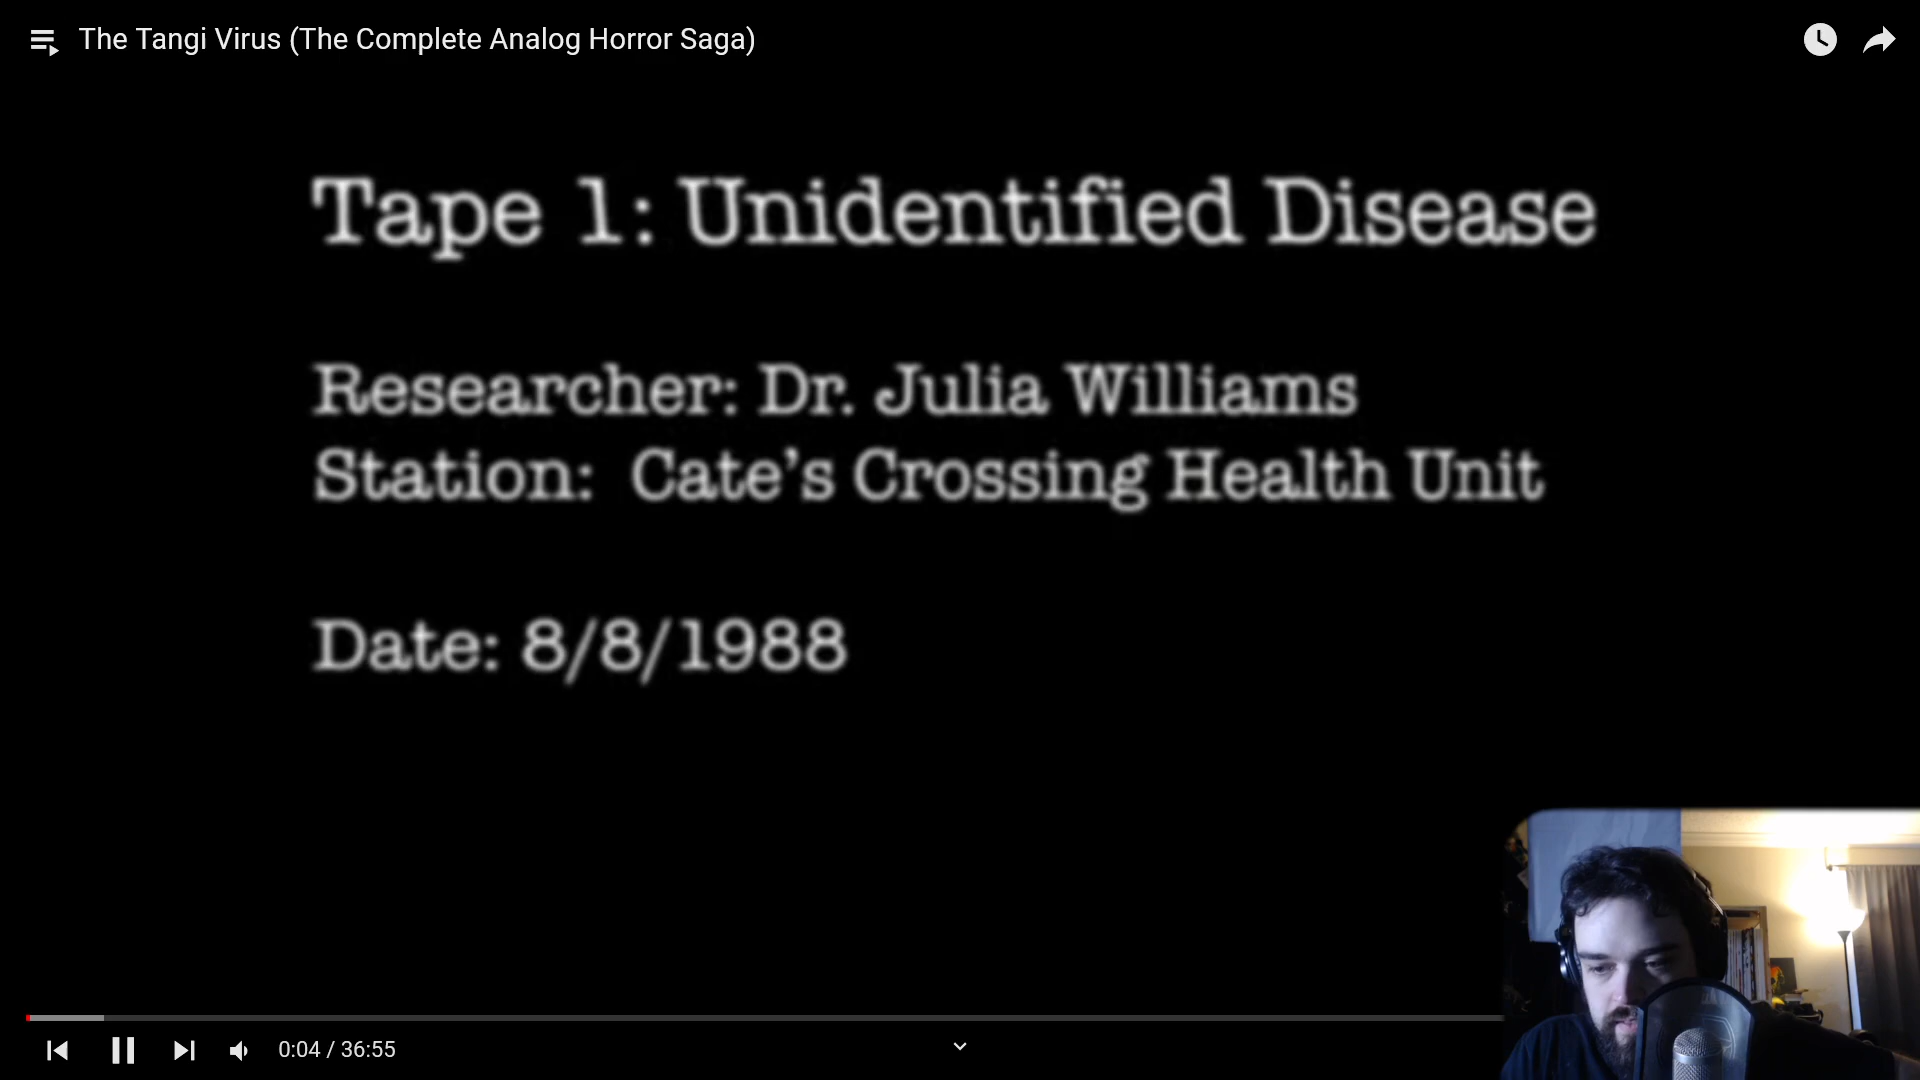 The Tangi Virus (The Complete Analog Horror Saga)
Tape 1: Unidentified Disease
Researcher: Dr. Julia Williams
Station: Cate's Crossing Health Unit
Date: 8/8/1988
0:04 / 36:55